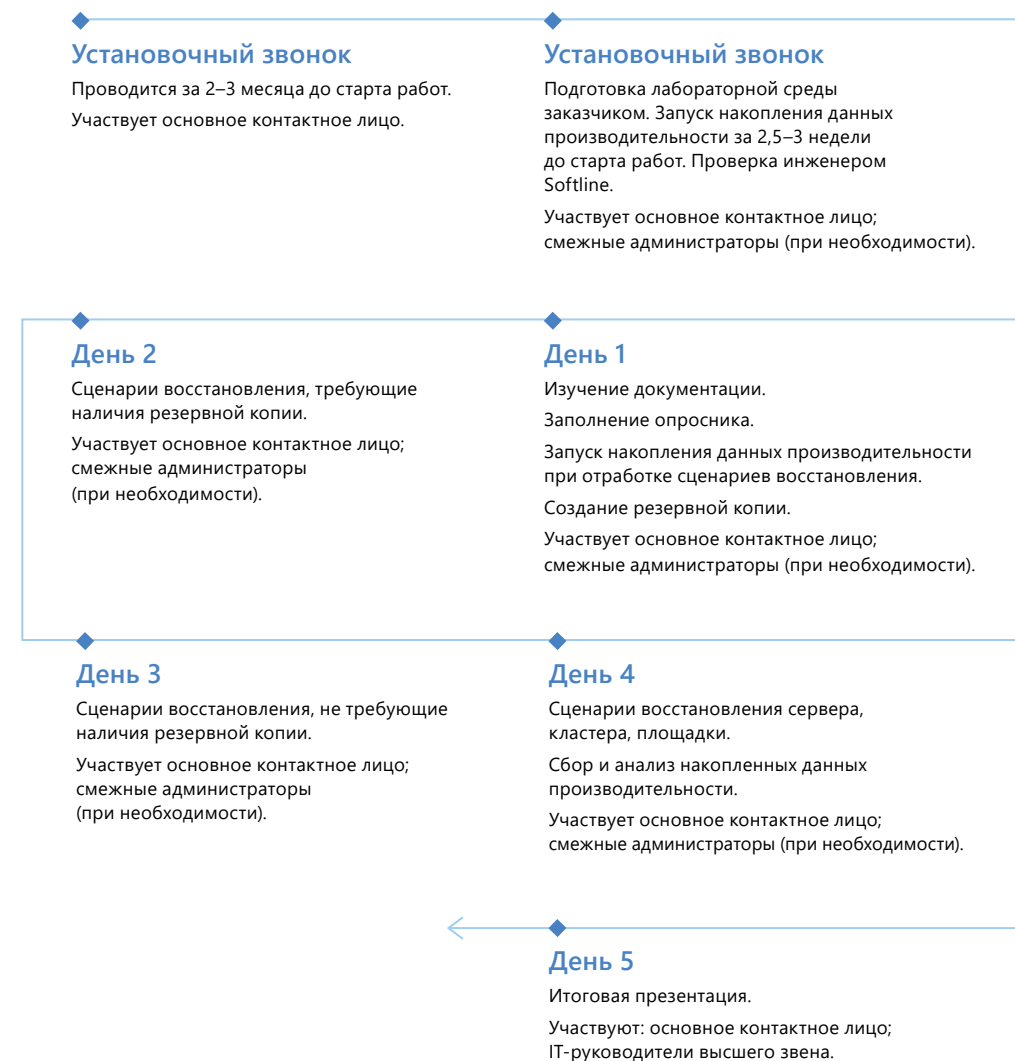 Установочный звонок
Проводится за 2–3 месяца до старта работ.
Участвует основное контактное лицо.
Установочный звонок
Подготовка лабораторной среды
заказчиком. Запуск накопления данных
производительности за 2,5–3 недели
до старта работ. Проверка инженером
Softline.
Участвует основное контактное лицо;
смежные администраторы (при необходимости).
День 1
Изучение документации.
Заполнение опросника.
Запуск накопления данных производительности
при отработке сценариев восстановления.
Создание резервной копии.
Участвует основное контактное лицо;
смежные администраторы (при необходимости).
День 2
Сценарии восстановления, требующие
наличия резервной копии.
Участвует основное контактное лицо;
смежные администраторы
(при необходимости).
День 3
Сценарии восстановления, не требующие
наличия резервной копии.
Участвует основное контактное лицо;
смежные администраторы
(при необходимости).
День 4
Сценарии восстановления сервера,
кластера, площадки.
Сбор и анализ накопленных данных
производительности.
Участвует основное контактное лицо;
смежные администраторы (при необходимости).
День 5
Итоговая презентация.
Участвуют: основное контактное лицо;
IT-руководители высшего звена.